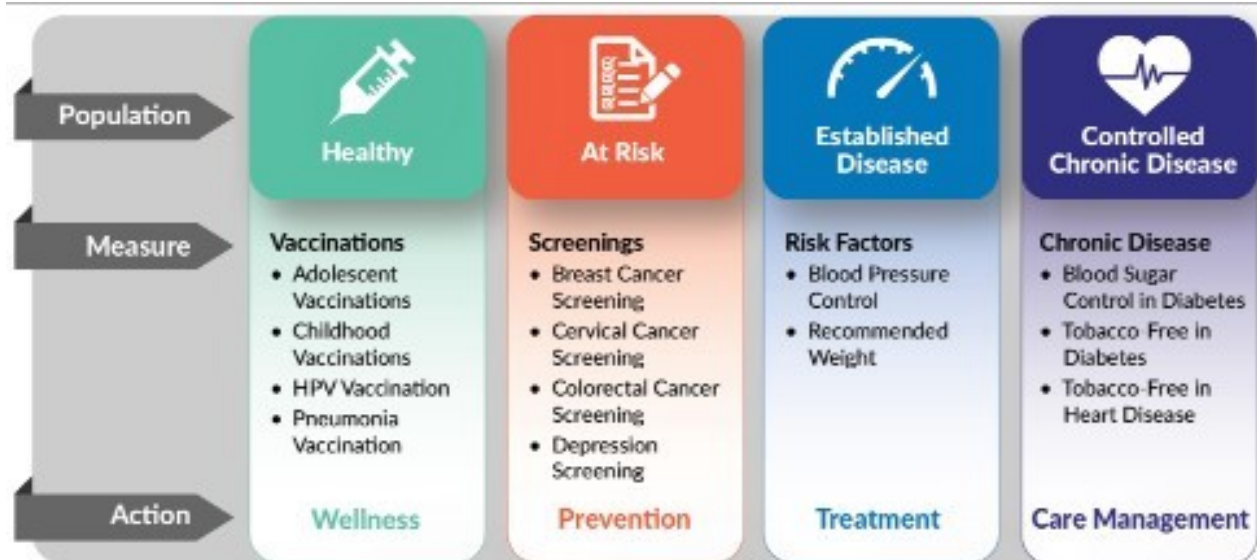 Population
Healthy
At Risk
Established
Disease
Controlled
Chronic Disease
Measure
Vaccinations
• Adolescent
Vaccinations
• Childhood
Vaccinations
• HPV Vaccination
• Pneumonia
Vaccination
Screenings
• Breast Cancer
Screening
• Cervical Cancer
Screening
• Colorectal Cancer
Screening
• Depression
Screening
Risk Factors
• Blood Pressure
Control
• Recommended
Weight
Chronic Disease
• Blood Sugar
Control in Diabetes
• Tobacco-Free in
Diabetes
• Tobacco-Free in
Heart Disease
Action
Wellness
Prevention
Treatment
Care Management